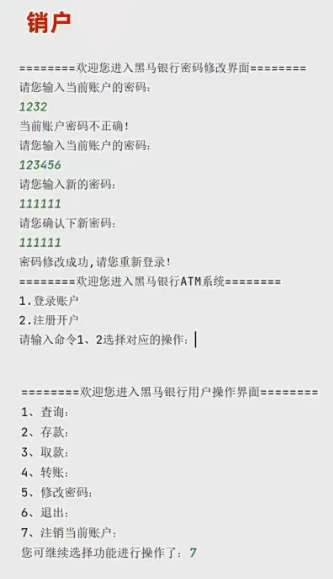 销户
========欢迎您进入黑马银行密码修改界面========
请您输入当前账户的密码：
1232
当前账户密码不正确！
请您输入当前账户的密码：
123456
请您输入新的密码：
111111
请您确认下新密码：
111111
密码修改成功,请您重新登录！
========欢迎您进入黑马银行ATM系统========
1.登录账户
2.注册开户
请输入命令1、2选择对应的操作：
========欢迎您进入黑马银行用户操作界面========
1、查询：
2、存款：
3、取款：
4、转账：
5、修改密码：
6、退出：
7、注销当前账户：
您可继续选择功能进行操作了：7